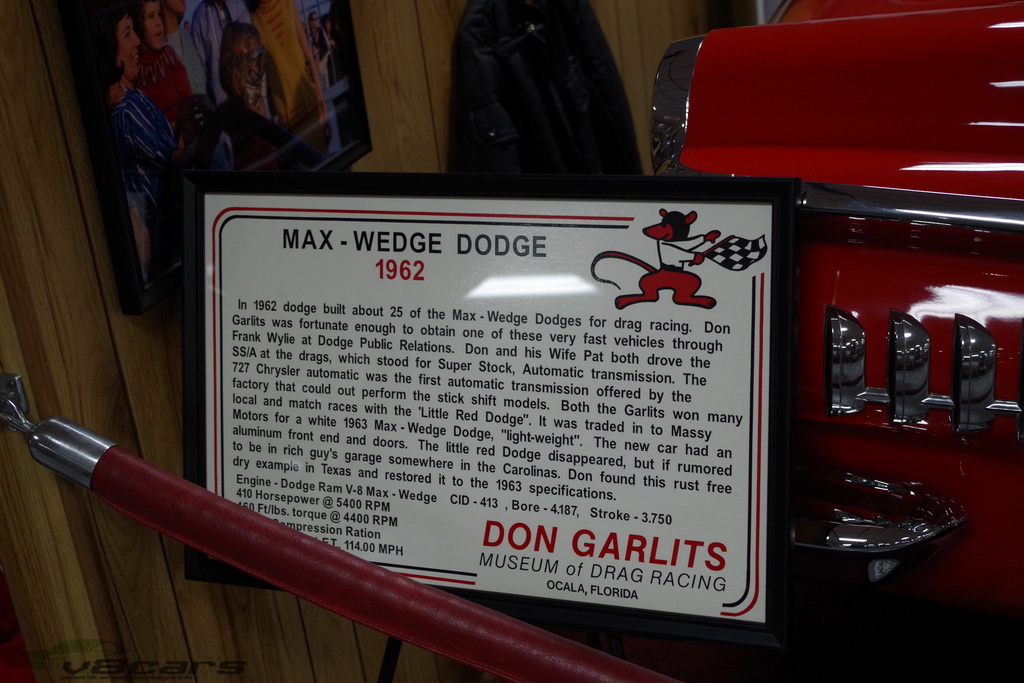 MAX - WEDGE DODGE
1962
In 1962 dodge built about 25 of the Max - Wedge Dodges for drag racing. Don
Garlits was fortunate enough to obtain one of these very fast vehicles through
Frank Wylie at Dodge Public Relations. Don and his Wife Pat both drove the
SS/A at the drags, which stood for Super Stock, Automatic transmission. The
727 Chrysler automatic was the first automatic transmission offered by the
factory that could out perform the stick shift models. Both the Garlits won many
local and match races with the 'Little Red Dodge". It was traded in to Massy
Motors for a white 1963 Max - Wedge Dodge, "light-weight". The new car had an
aluminum front end and doors. The little red Dodge disappeared, but if rumored
to be in rich guy's garage somewhere in the Carolinas. Don found this rust free
dry example in Texas and restored it to the 1963 specifications.
Engine - Dodge Ram V-8 Max - Wedge CID - 413 , Bore - 4.187, Stroke - 3.750
410 Horsepower @ 5400 RPM
Ft/lbs. torque @ 4400 RPM
Compression Ration
E.T. 114.00 MPH
DON GARLITS
MUSEUM of DRAG RACING
OCALA, FLORIDA
v8cars